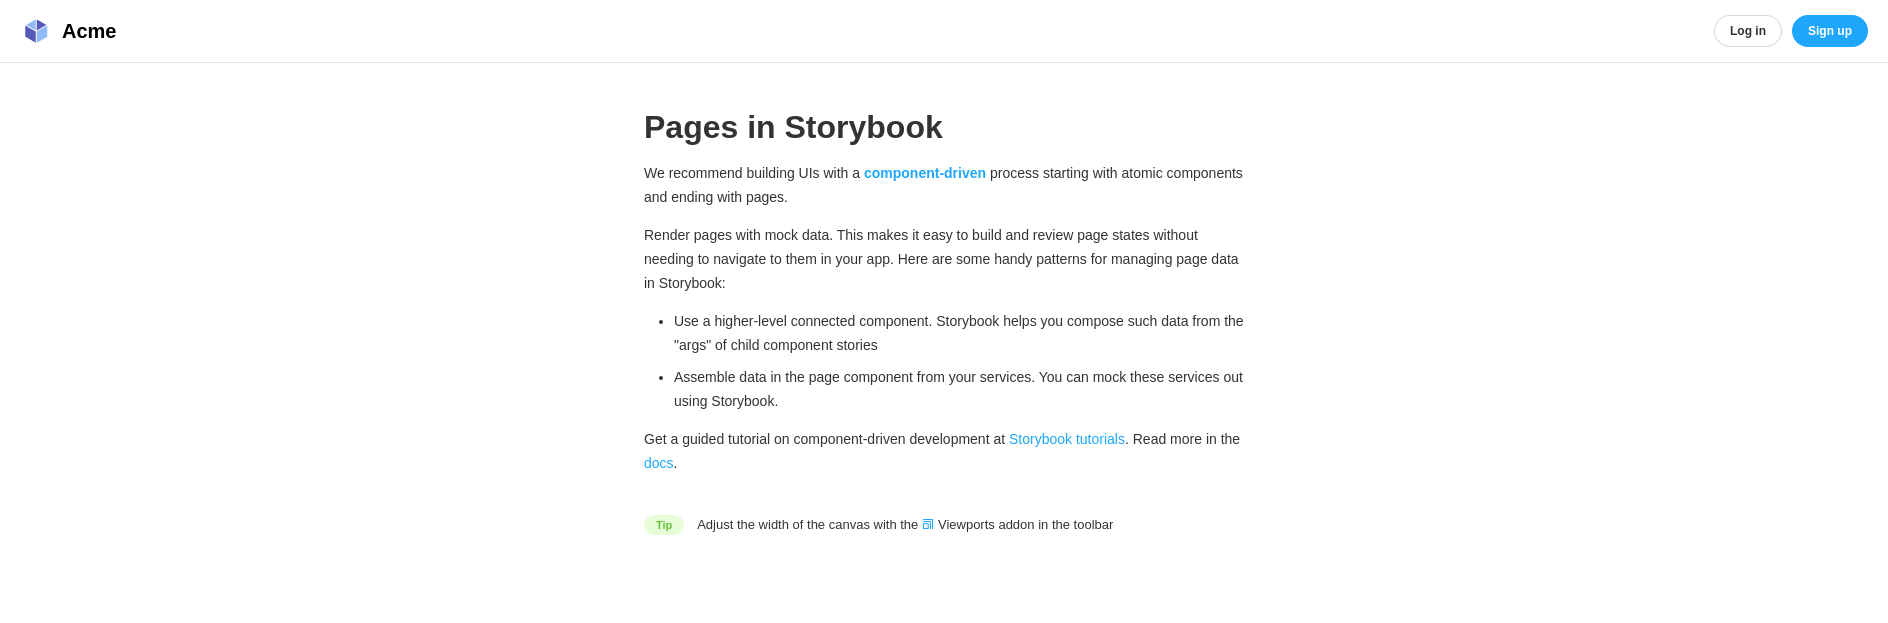 Acme
Log in
Sign up
Pages in Storybook
We recommend building UIs with a component-driven process starting with atomic components
and ending with pages.
Render pages with mock data. This makes it easy to build and review page states without
needing to navigate to them in your app. Here are some handy patterns for managing page data
in Storybook:
• Use a higher-level connected component. Storybook helps you compose such data from the
"args" of child component stories
• Assemble data in the page component from your services. You can mock these services out
using Storybook.
Get a guided tutorial on component-driven development at Storybook tutorials. Read more in the
docs.
Tip Adjust the width of the canvas with the Viewports addon in the toolbar